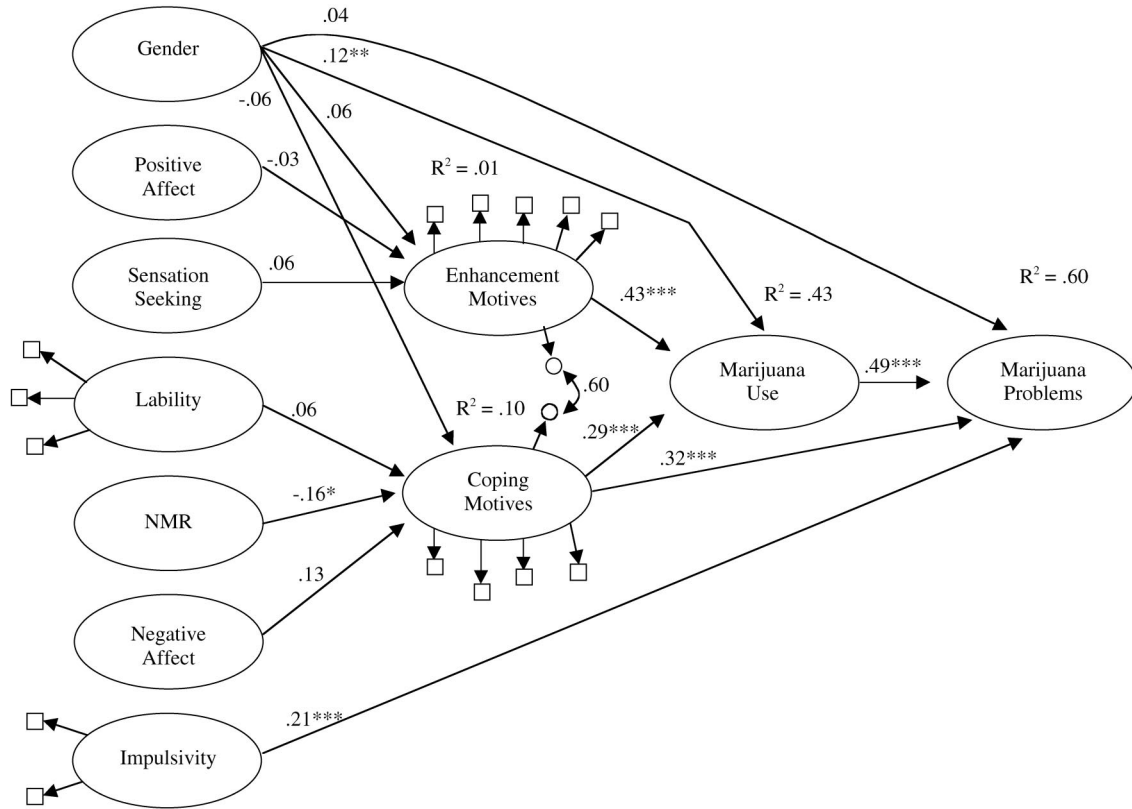 .04
Gender
.12**
-.06
.06
Positive
Affect
-.03
R² = .01
Sensation
Seeking
.06
Enhancement
Motives
.43***
R² = .43
R² = .60
Lability
.06
R² = .10
.60
Marijuana
Use
.49***
Marijuana
Problems
.29***
.32***
Coping
Motives
NMR
-.16*
.13
Negative
Affect
.21***
Impulsivity